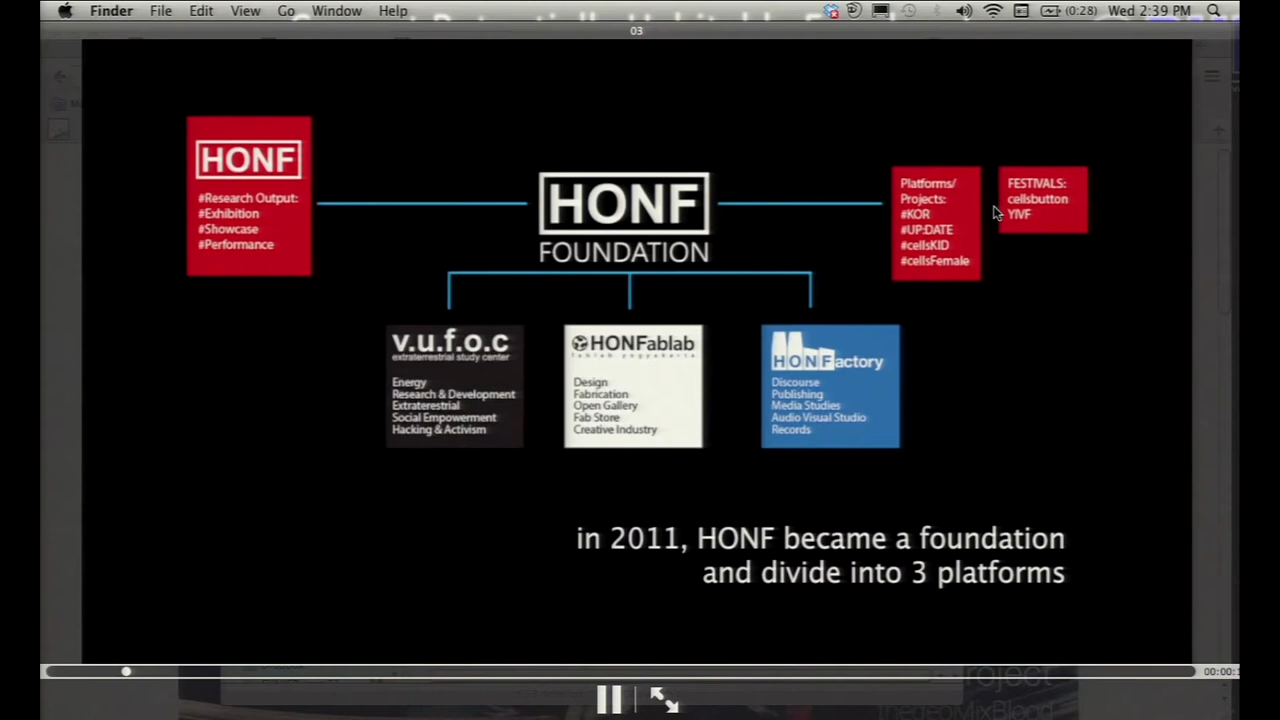 Finder File Edit View Go Window Help
(0:28) Wed 2:39 PM
03
HONF
#Research Output:
#Exhibition
#Showcase
#Performance
HONF
FOUNDATION
Platforms/
Projects:
#KOR
#UP:DATE
#cellsKID
#cellsFemale
FESTIVALS:
cellsbutton
YIVF
v.u.f.o.c
extraterrestrial study center
Energy
Research & Development
Extraterestrial
Social Empowerment
Hacking & Activism
HONFablab
fablab yogyakarta
Design
Fabrication
Open Gallery
Fab Store
Creative Industry
HONFactory
Discourse
Publishing
Media Studies
Audio Visual Studio
Records
in 2011, HONF became a foundation
and divide into 3 platforms